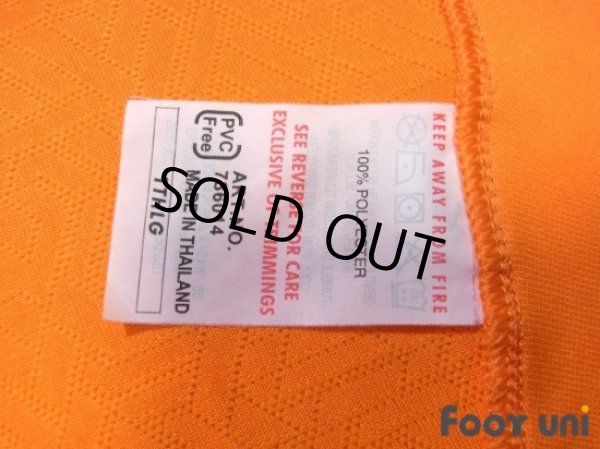 KEEP AWAY FROM FIRE
100% POLYESTER
SEE REVERSE FOR CARE
EXCLUSIVE OF TRIMMINGS
ART. NO.
PVC
Free
MADE IN THAILAND
SOLD OUT
Foot uni